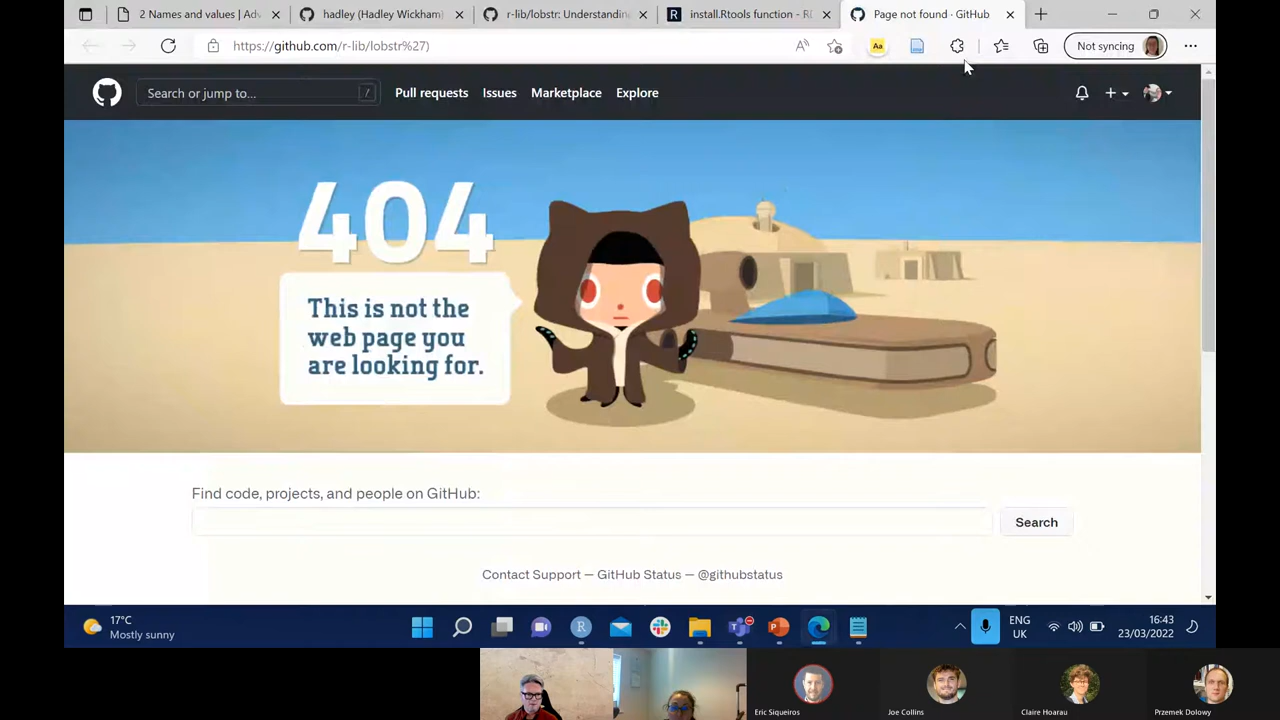 2 Names and values | Adv
hadley (Hadley Wickham)
r-lib/lobstr: Understandin
install.Rtools function - R
Page not found · GitHub
https://github.com/r-lib/lobstr%27)
Not syncing
Search or jump to...
/
Pull requests
Issues
Marketplace
Explore
404
This is not the
web page you
are looking for.
Find code, projects, and people on GitHub:
Search
Contact Support — GitHub Status — @githubstatus
17°C
Mostly sunny
ENG
UK
16:43
23/03/2022
Eric Siqueiros
Joe Collins
Claire Hoarau
Przemek Dolowy